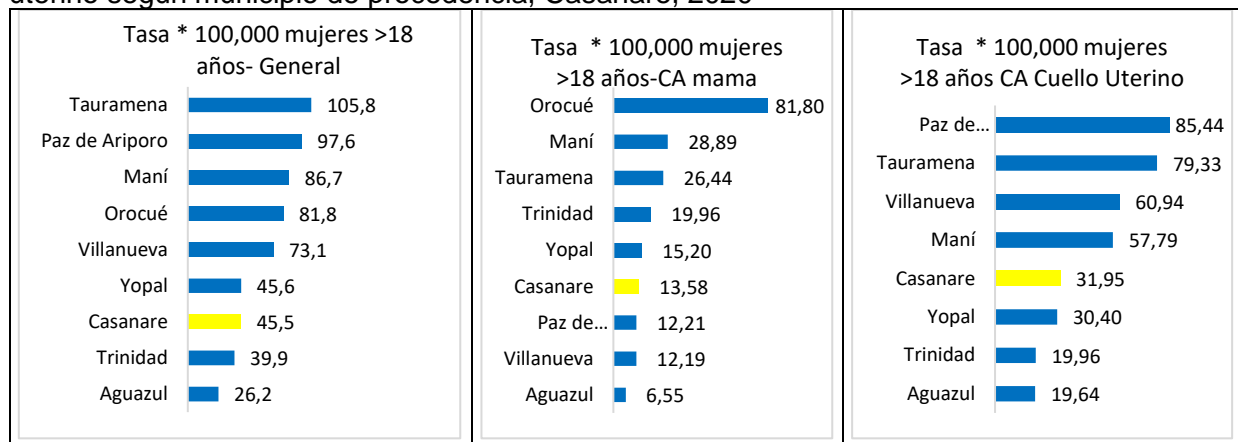 uterino según municipio de procedencia, Casanare, 2020
Tasa * 100,000 mujeres >18
años- General
Tauramena 105,8
Paz de Ariporo 97,6
Maní 86,7
Orocué 81,8
Villanueva 73,1
Yopal 45,6
Casanare 45,5
Trinidad 39,9
Aguazul 26,2
Tasa * 100,000 mujeres
>18 años-CA mama
Orocué 81,80
Maní 28,89
Tauramena 26,44
Trinidad 19,96
Yopal 15,20
Casanare 13,58
Paz de... 12,21
Villanueva 12,19
Aguazul 6,55
Tasa * 100,000 mujeres
>18 años CA Cuello Uterino
Paz de... 85,44
Tauramena 79,33
Villanueva 60,94
Maní 57,79
Casanare 31,95
Yopal 30,40
Trinidad 19,96
Aguazul 19,64